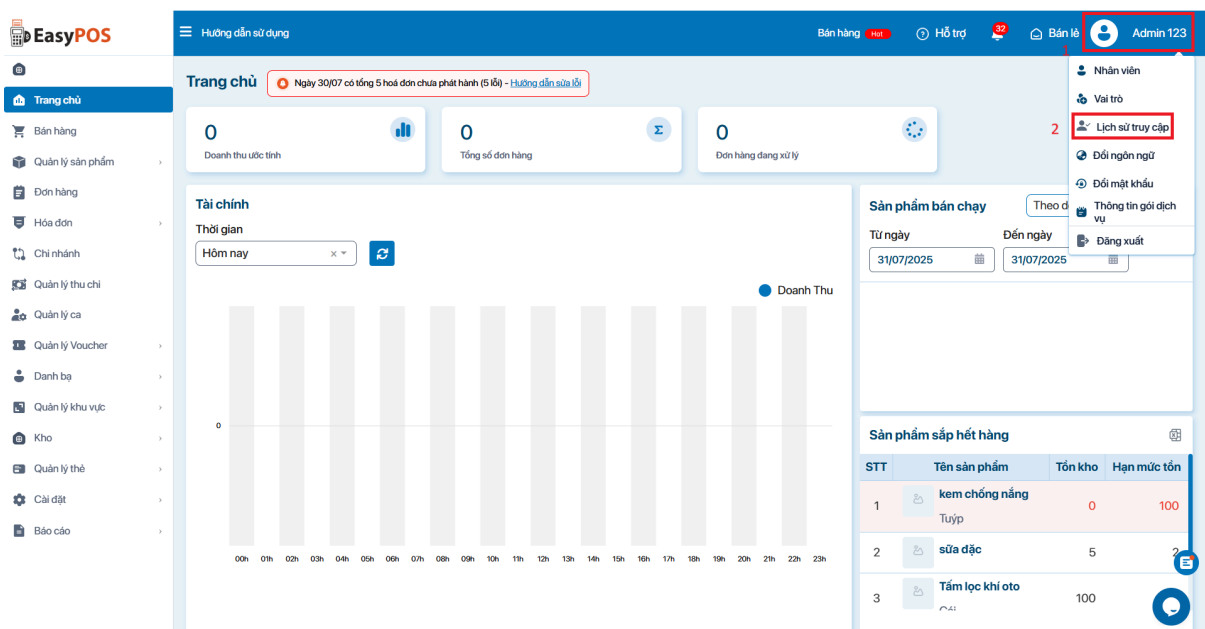 EasyPOS
Hướng dẫn sử dụng
Bán hàng Hot
Hỗ trợ
32
Bán lẻ
Admin 123
1
Trang chủ
Bán hàng
Quản lý sản phẩm
Đơn hàng
Hóa đơn
Chi nhánh
Quản lý thu chi
Quản lý ca
Quản lý Voucher
Danh bạ
Quản lý khu vực
Kho
Quản lý thẻ
Cài đặt
Báo cáo
Trang chủ
Ngày 30/07 có tổng 5 hoá đơn chưa phát hành (5 lỗi) - Hướng dẫn sửa lỗi
0
Doanh thu ước tính
0
Tổng số đơn hàng
0
Đơn hàng đang xử lý
Nhân viên
Vai trò
2
Lịch sử truy cập
Đổi ngôn ngữ
Đổi mật khẩu
Thông tin gói dịch
vụ
Đăng xuất
Tài chính
Thời gian
Hôm nay
Doanh Thu
0
00h 01h 02h 03h 04h 05h 06h 07h 08h 09h 10h 11h 12h 13h 14h 15h 16h 17h 18h 19h 20h 21h 22h 23h
Sản phẩm bán chạy
Theo
Từ ngày
Đến ngày
31/07/2025
31/07/2025
Sản phẩm sắp hết hàng
STT Tên sản phẩm Tồn kho Hạn mức tồn
1 kem chống nắng 0 100
Tuýp
2 sữa đặc 5 2
3 Tấm lọc khí oto 100